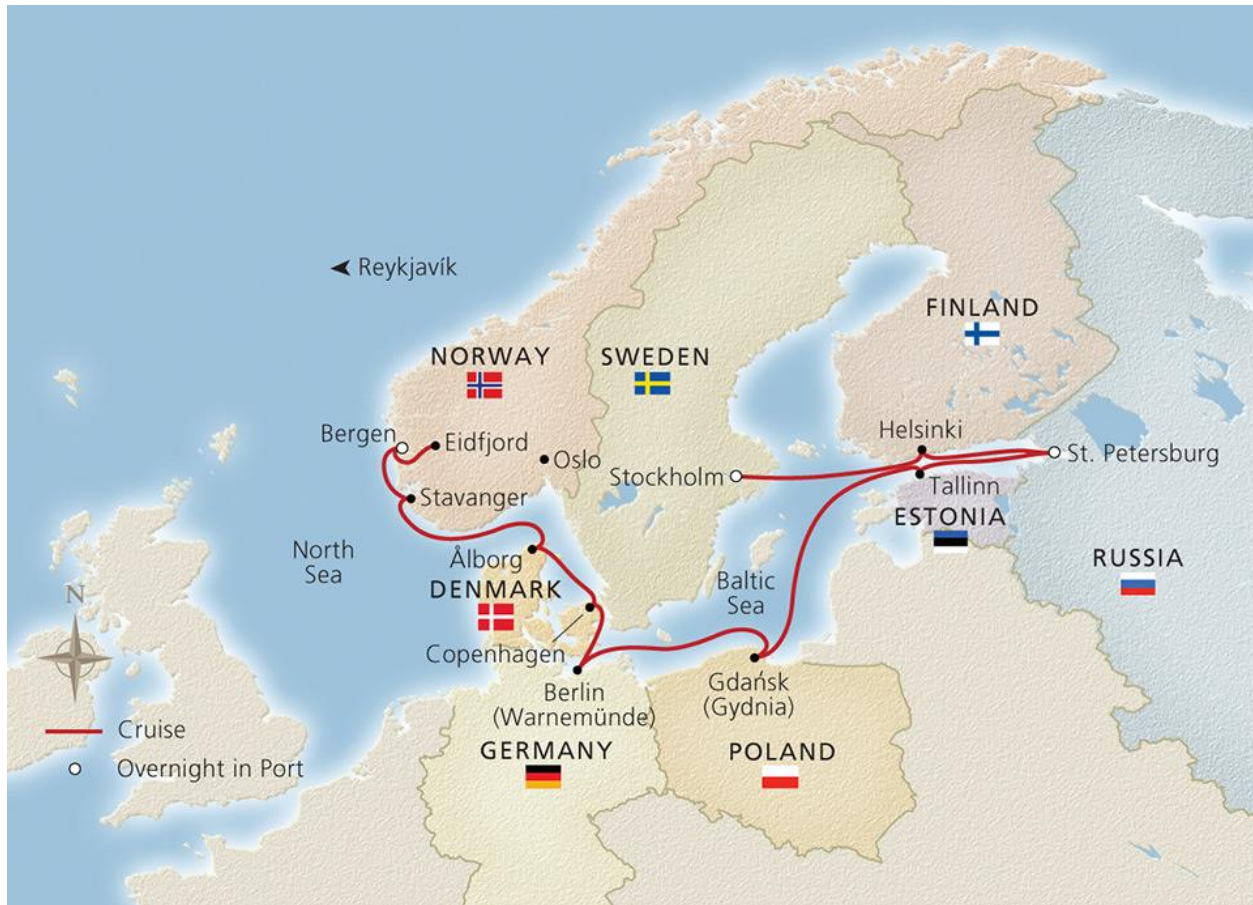 Reykjavík
FINLAND
NORWAY
SWEDEN
Bergen
Eidfjord
Oslo
Helsinki
St. Petersburg
Stockholm
Tallinn
Stavanger
ESTONIA
North
Sea
Ålborg
RUSSIA
DENMARK
Baltic
Sea
N
Copenhagen
Berlin
(Warnemünde)
Gdańsk
(Gydnia)
GERMANY
POLAND
Cruise
Overnight in Port